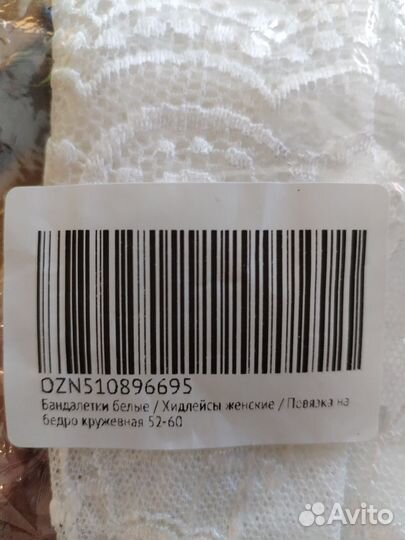 OZN510896695
Бандалетки белые / Хидлейсы женские / Повязка на
бедро кружевная 52-60
Avito